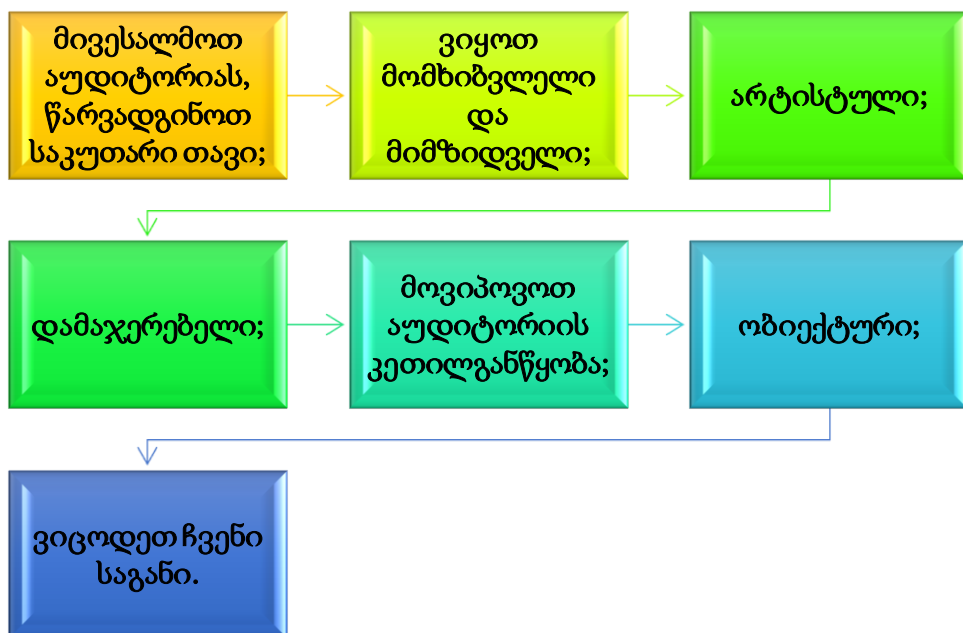 მივესალმოთ
აუდიტორიას,
წარვადგინოთ
საკუთარი თავი;
ვიყოთ
მომხიბვლელი
და
მიმზიდველი;
არტისტული;
დამაჯერებელი;
მოვიპოვოთ
აუდიტორიის
კეთილგანწყობა;
ობიექტური;
ვიცოდეთ ჩვენი
საგანი.